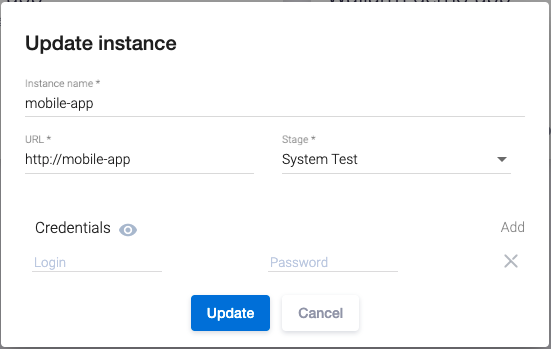 Update instance
Instance name *
mobile-app
URL *
Stage *
http://mobile-app
System Test
Credentials
Add
Login
Password
Update
Cancel